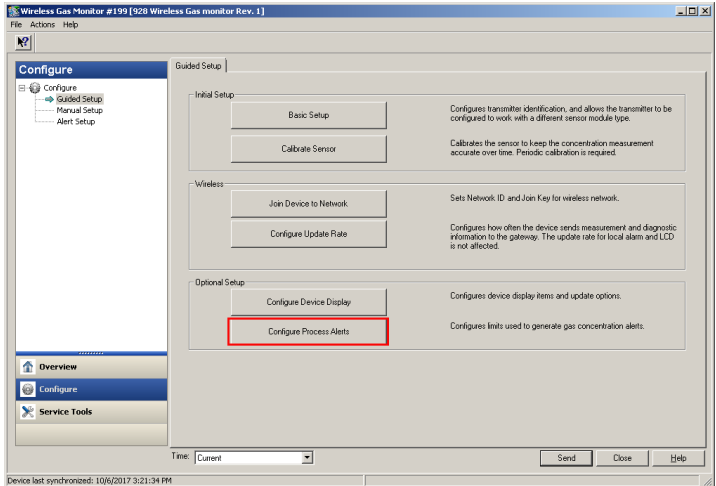 Wireless Gas Monitor #199 [928 Wireless Gas monitor Rev. 1]
File Actions Help
Configure
Configure
Guided Setup
Manual Setup
Alert Setup
Overview
Configure
Service Tools
Guided Setup
Initial Setup
Basic Setup
Configures transmitter identification, and allows the transmitter to be
configured to work with a different sensor module type.
Calibrate Sensor
Calibrates the sensor to keep the concentration measurement
accurate over time. Periodic calibration is required.
Wireless
Join Device to Network
Sets Network ID and Join Key for wireless network.
Configure Update Rate
Configures how often the device sends measurement and diagnostic
information to the gateway. The update rate for local alarm and LCD
is not affected.
Optional Setup
Configure Device Display
Configures device display items and update options.
Configure Process Alerts
Configures limits used to generate gas concentration alerts.
Time: Current
Send Close Help
Device last synchronized: 10/6/2017 3:21:34 PM